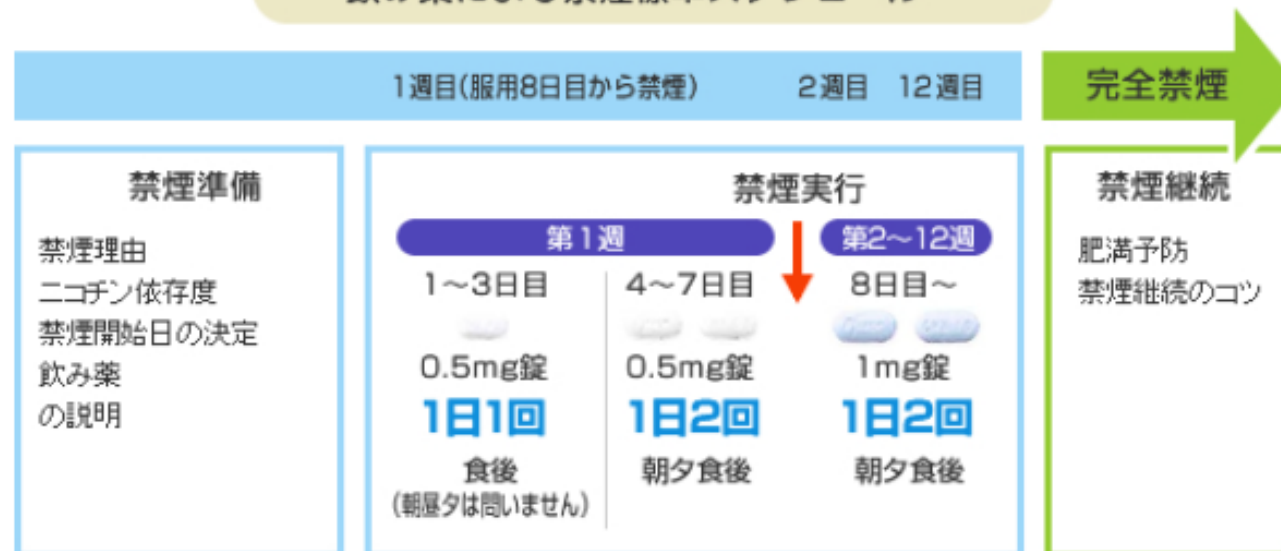 1週目(服用8日目から禁煙)
2週目
12週目
完全禁煙
禁煙準備
禁煙理由
ニコチン依存度
禁煙開始日の決定
飲み薬
の説明
禁煙実行
第1週
第2〜12週
1〜3日目
4〜7日目
8日目〜
0.5mg錠
0.5mg錠
1mg錠
1日1回
1日2回
1日2回
食後
朝夕食後
朝夕食後
(朝昼夕は問いません)
禁煙継続
肥満予防
禁煙継続のコツ